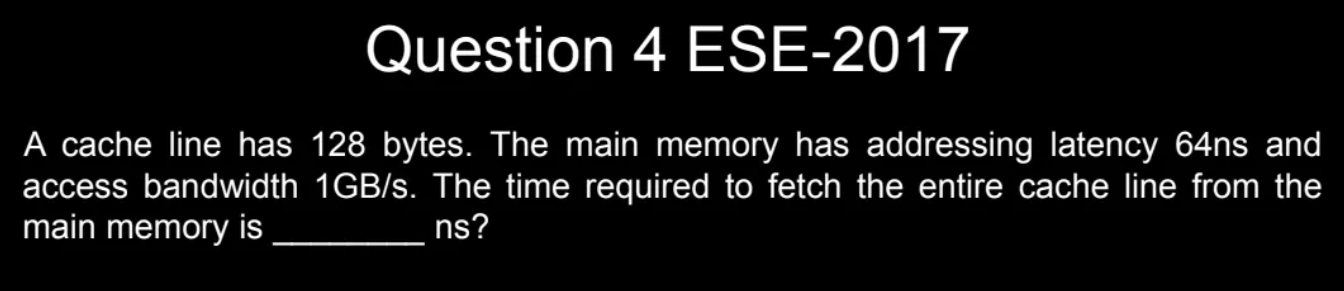 Question 4 ESE-2017
A cache line has 128 bytes. The main memory has addressing latency 64ns and
access bandwidth 1GB/s. The time required to fetch the entire cache line from the
main memory is ________ ns?